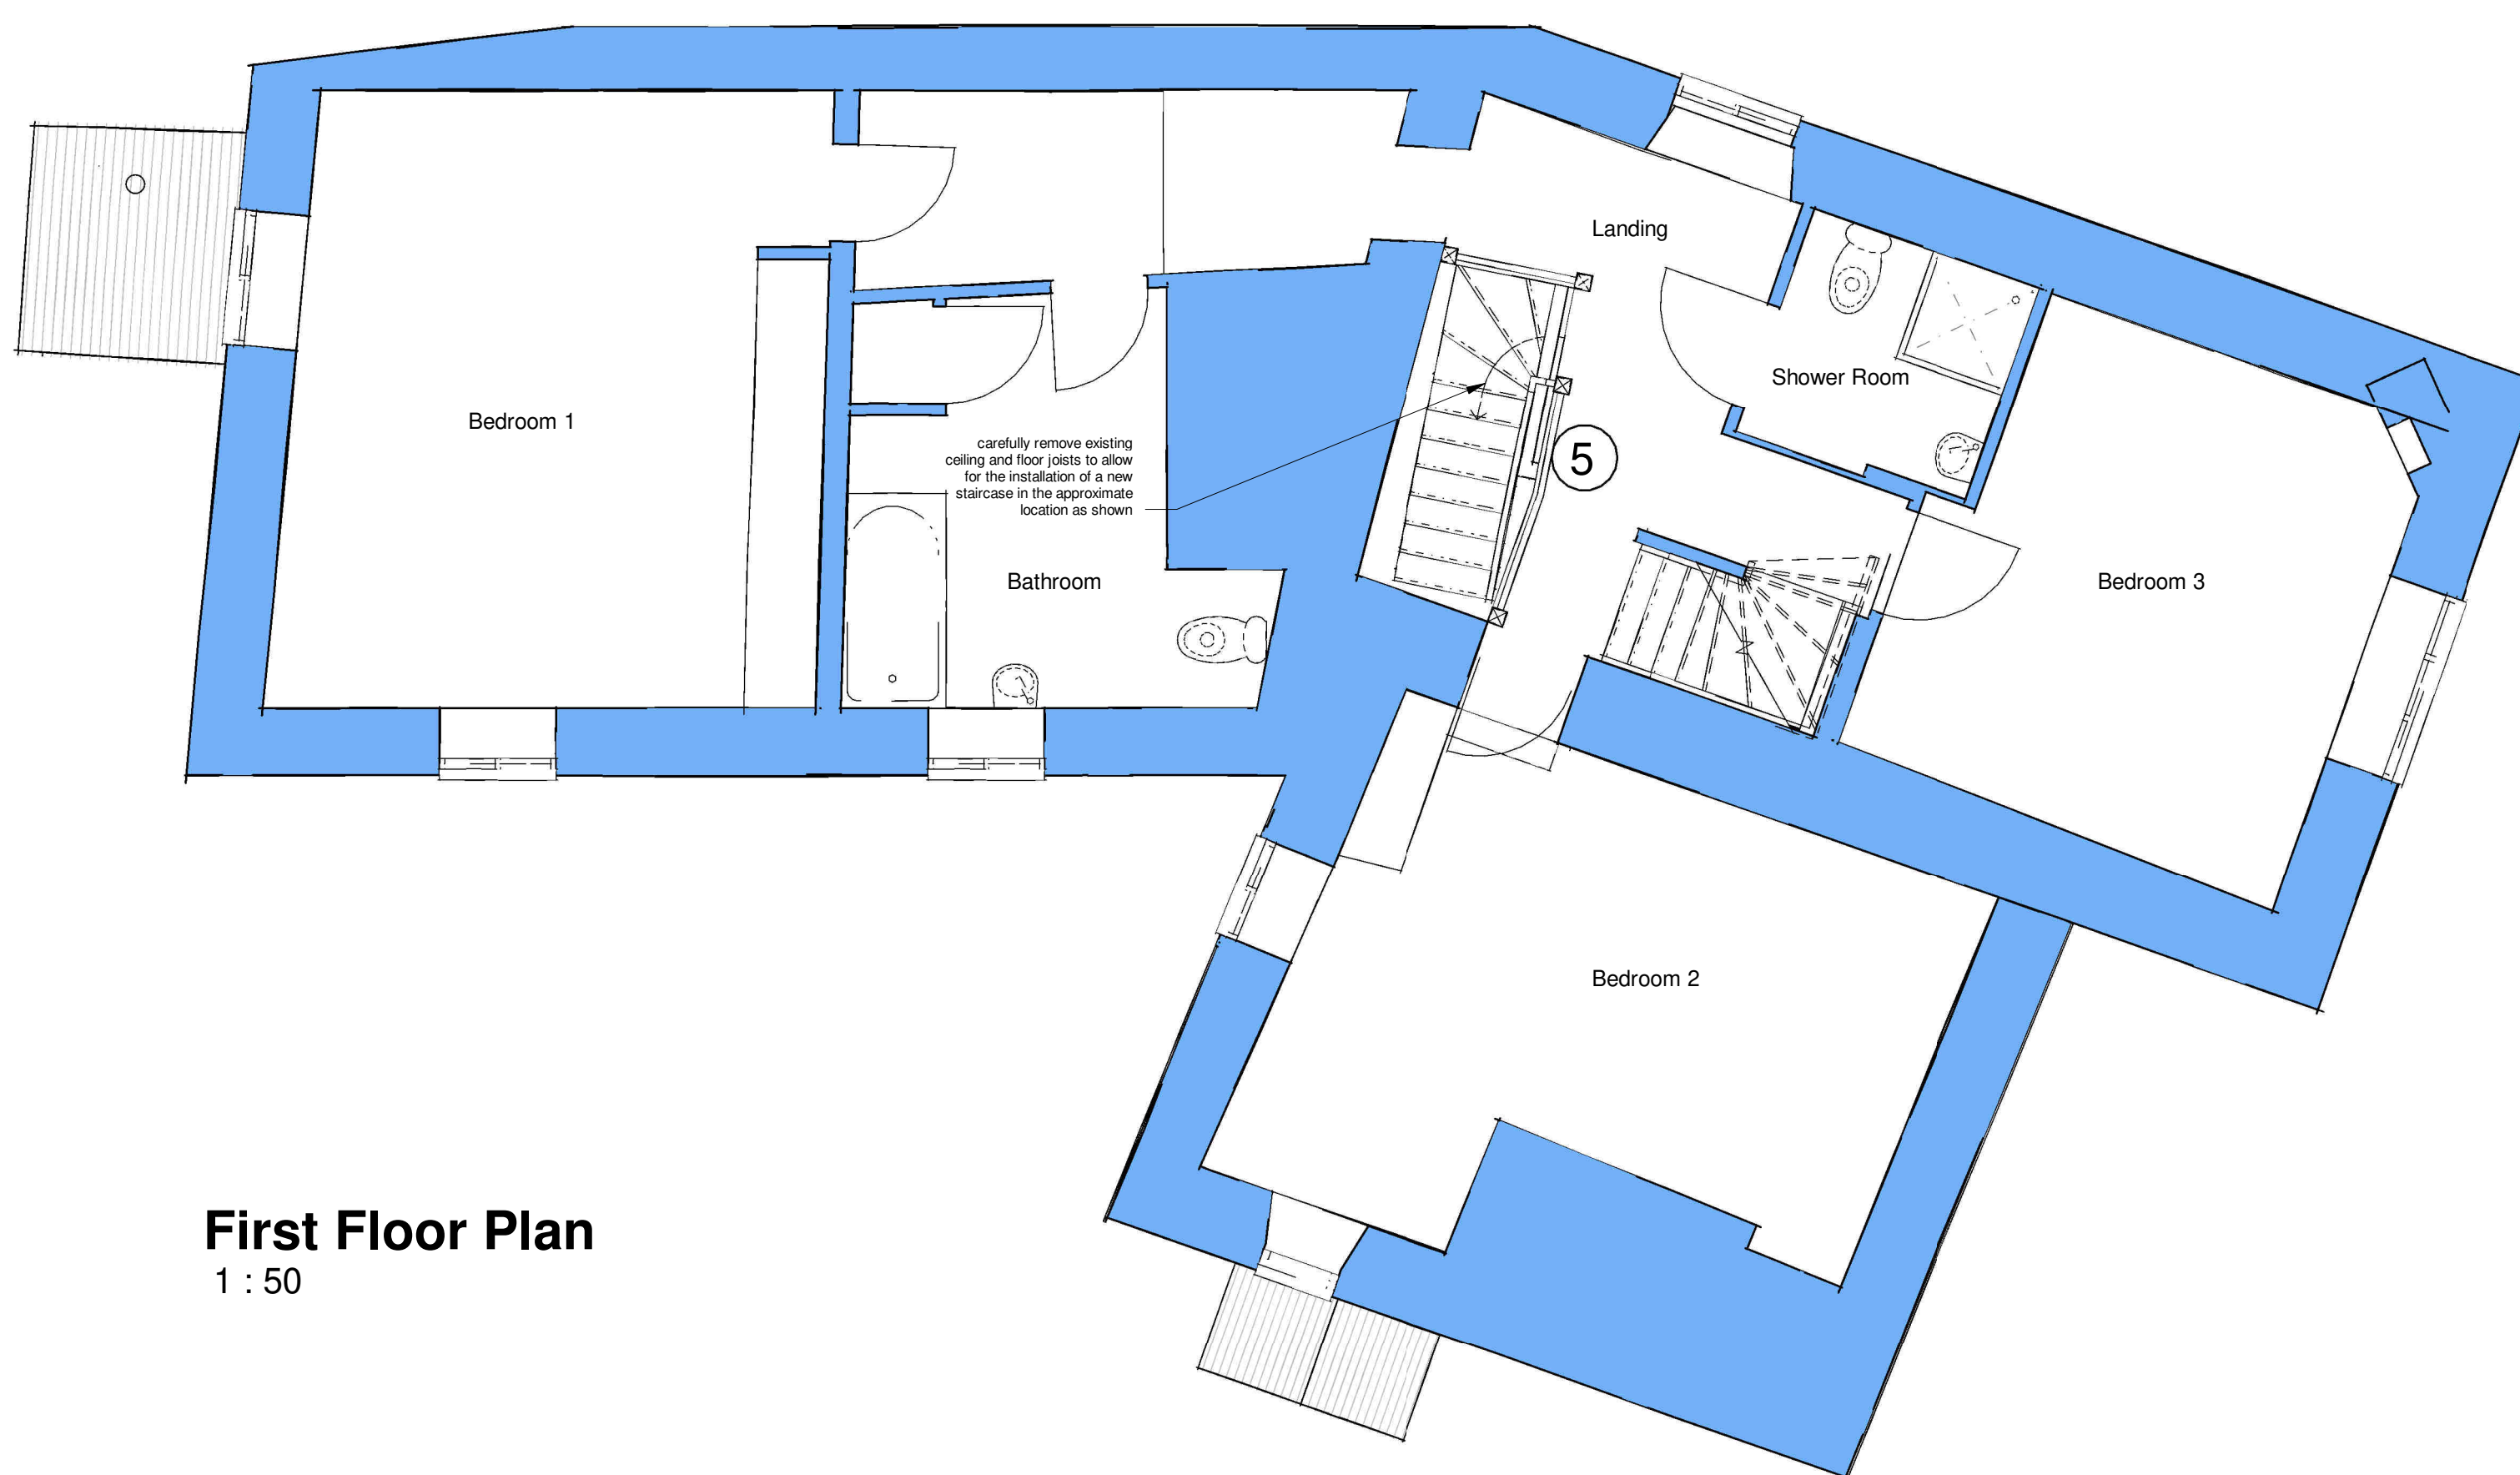 Landing
Shower Room
Bedroom 1
carefully remove existing
ceiling and floor joists to allow
for the installation of a new
staircase in the approximate
location as shown
5
Bathroom
Bedroom 3
Bedroom 2
First Floor Plan
1 : 50